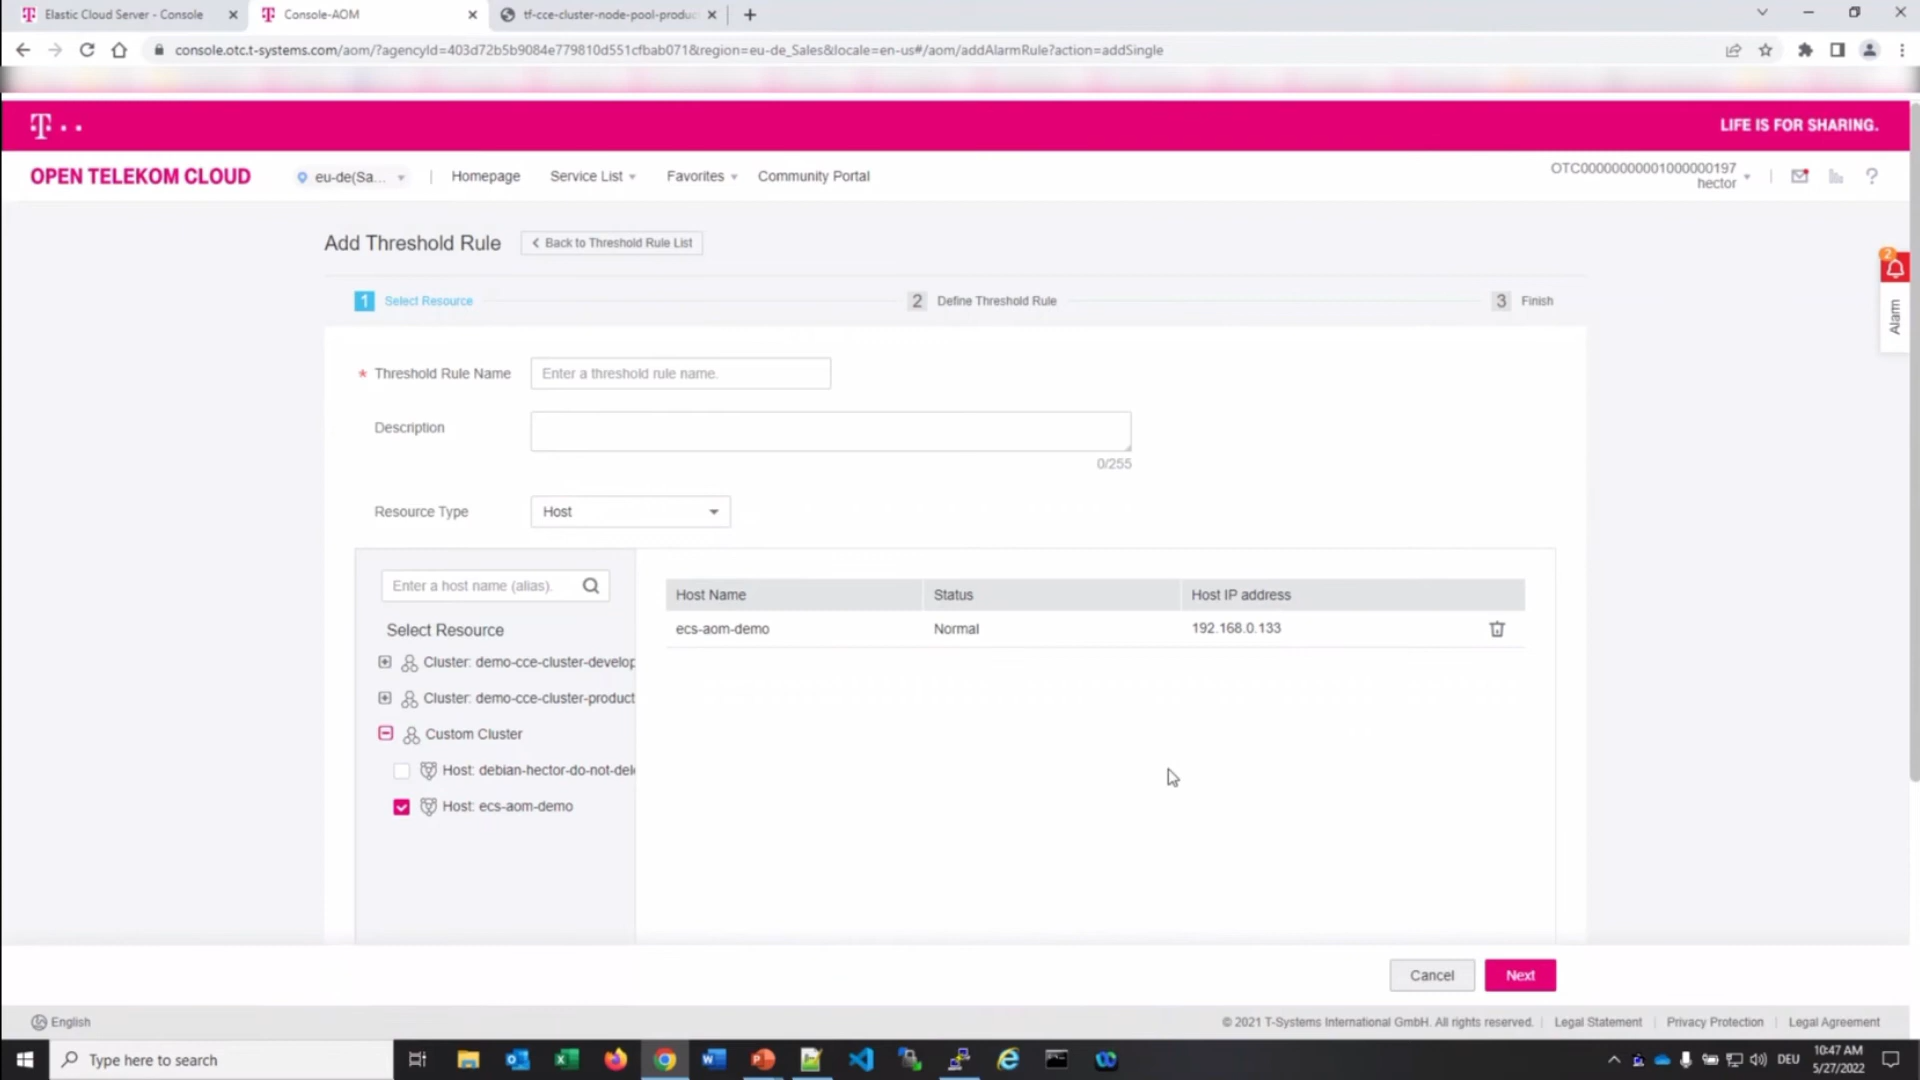 Elastic Cloud Server - Console
Console-AOM
tf-cce-cluster-node-pool-produc
console.otc.t-systems.com/aom/?agencyId=403d72b5b9084e779810d551cfbab071&region=eu-de_Sales&locale=en-us#/aom/addAlarmRule?action=addSingle
T
LIFE IS FOR SHARING.
OPEN TELEKOM CLOUD
eu-de(Sa...
Homepage
Service List
Favorites
Community Portal
OTC00000000001000000197
hector
?
Add Threshold Rule
Back to Threshold Rule List
2
Alarm
1 Select Resource
2 Define Threshold Rule
3 Finish
* Threshold Rule Name
Enter a threshold rule name.
Description
0/255
Resource Type
Host
Enter a host name (alias).
Select Resource
Cluster: demo-cce-cluster-develop
Cluster: demo-cce-cluster-product
Custom Cluster
Host: debian-hector-do-not-del
Host: ecs-aom-demo
Host Name Status Host IP address
ecs-aom-demo Normal 192.168.0.133
Cancel
Next
English
© 2021 T-Systems International GmbH. All rights reserved. | Legal Statement | Privacy Protection | Legal Agreement
Type here to search
DEU
10:47 AM
5/27/2022